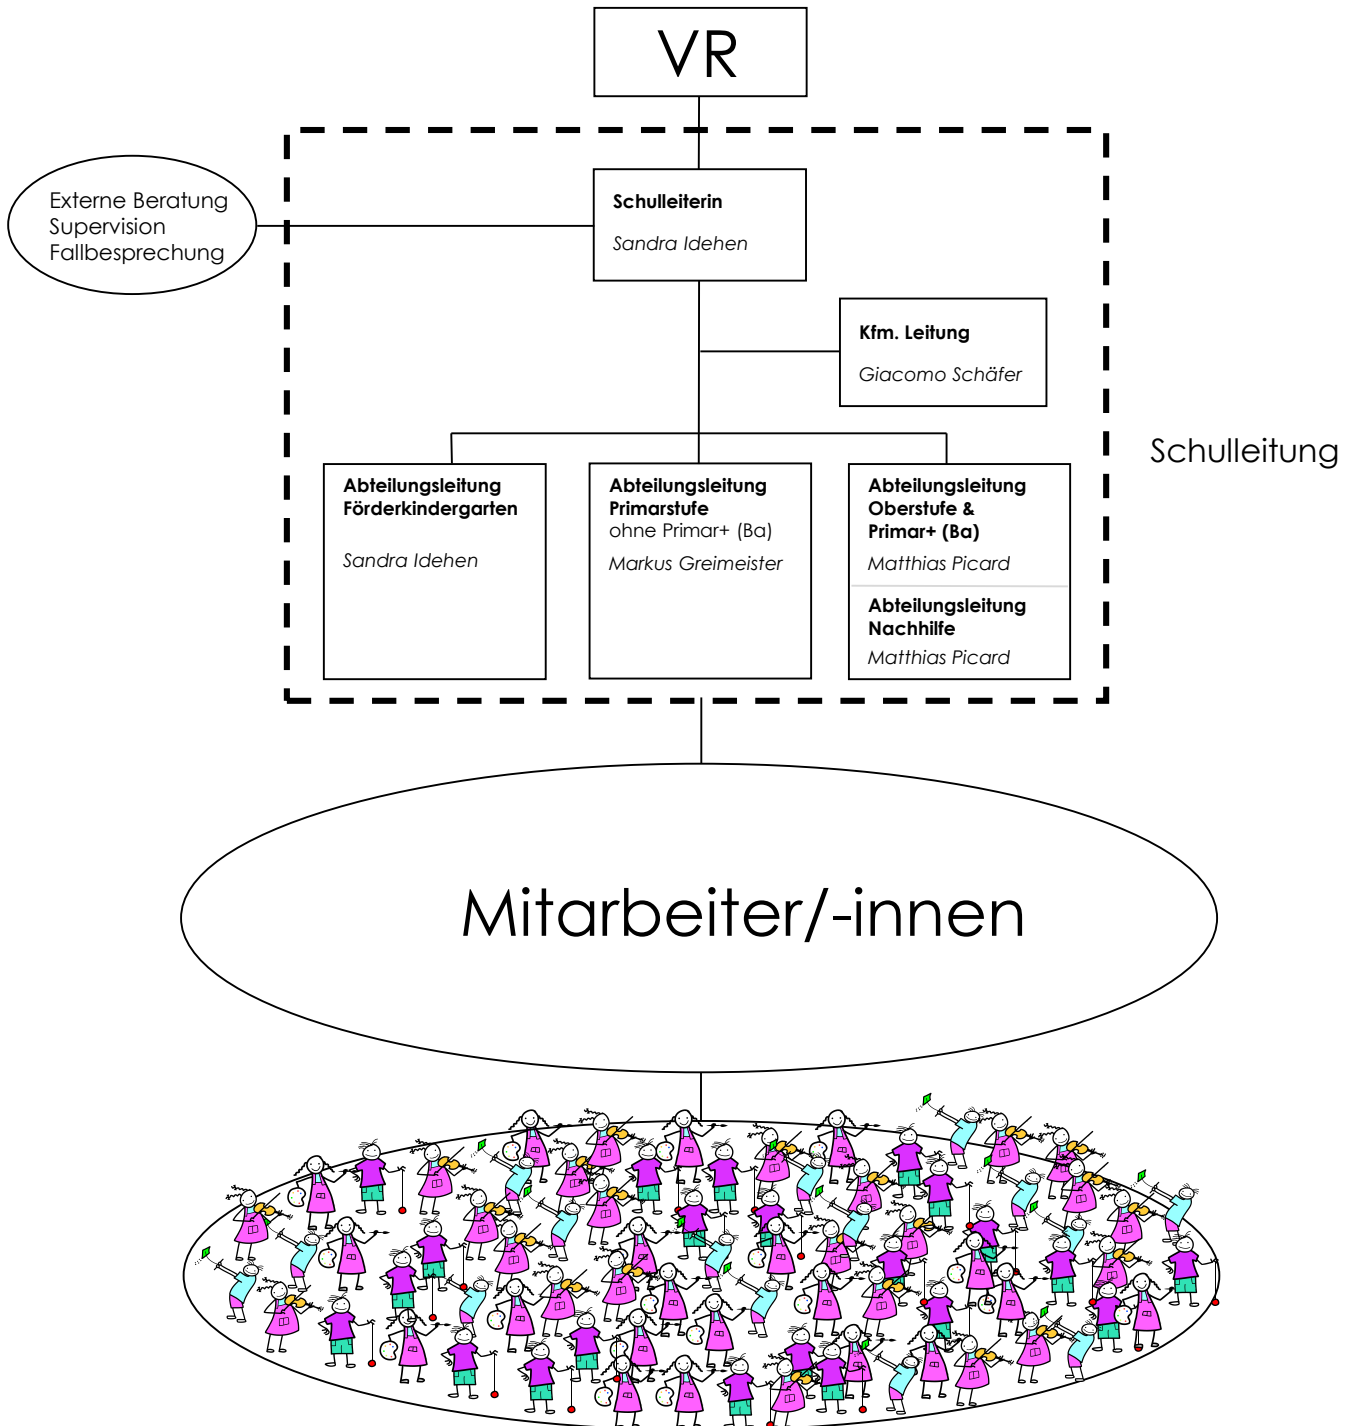 VR
Externe Beratung
Supervision
Fallbesprechung
Schulleiterin
Sandra Idehen
Kfm. Leitung
Giacomo Schäfer
Schulleitung
Abteilungsleitung
Förderkindergarten
Sandra Idehen
Abteilungsleitung
Primarstufe
ohne Primar+ (Ba)
Markus Greimeister
Abteilungsleitung
Oberstufe &
Primar+ (Ba)
Matthias Picard
Abteilungsleitung
Nachhilfe
Matthias Picard
Mitarbeiter/-innen